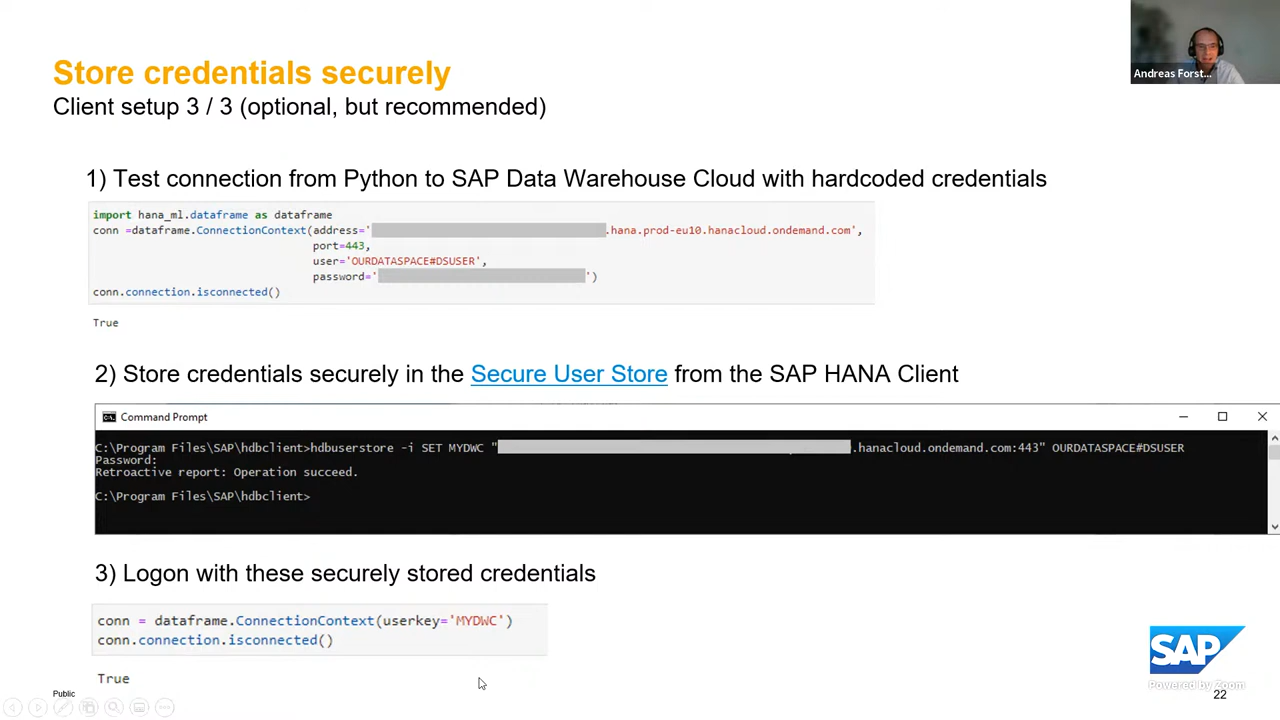 Andreas Forst...
Store credentials securely
Client setup 3 / 3 (optional, but recommended)
1) Test connection from Python to SAP Data Warehouse Cloud with hardcoded credentials
import hana_ml.dataframe as dataframe
conn =dataframe.ConnectionContext(address=' .hana.prod-eu10.hanacloud.ondemand.com',
port=443,
user='OURDATASPACE#DSUSER',
password=' ')
conn.connection.isconnected()
True
2) Store credentials securely in the Secure User Store from the SAP HANA Client
Command Prompt
C:\Program Files\SAP\hdbclient>hdbuserstore -i SET MYDWC " .hanacloud.ondemand.com:443" OURDATASPACE#DSUSER
Password:
Retroactive report: Operation succeed.
C:\Program Files\SAP\hdbclient>
3) Logon with these securely stored credentials
conn = dataframe.ConnectionContext(userkey='MYDWC')
conn.connection.isconnected()
True
SAP
Powered by Zoom
Public
22